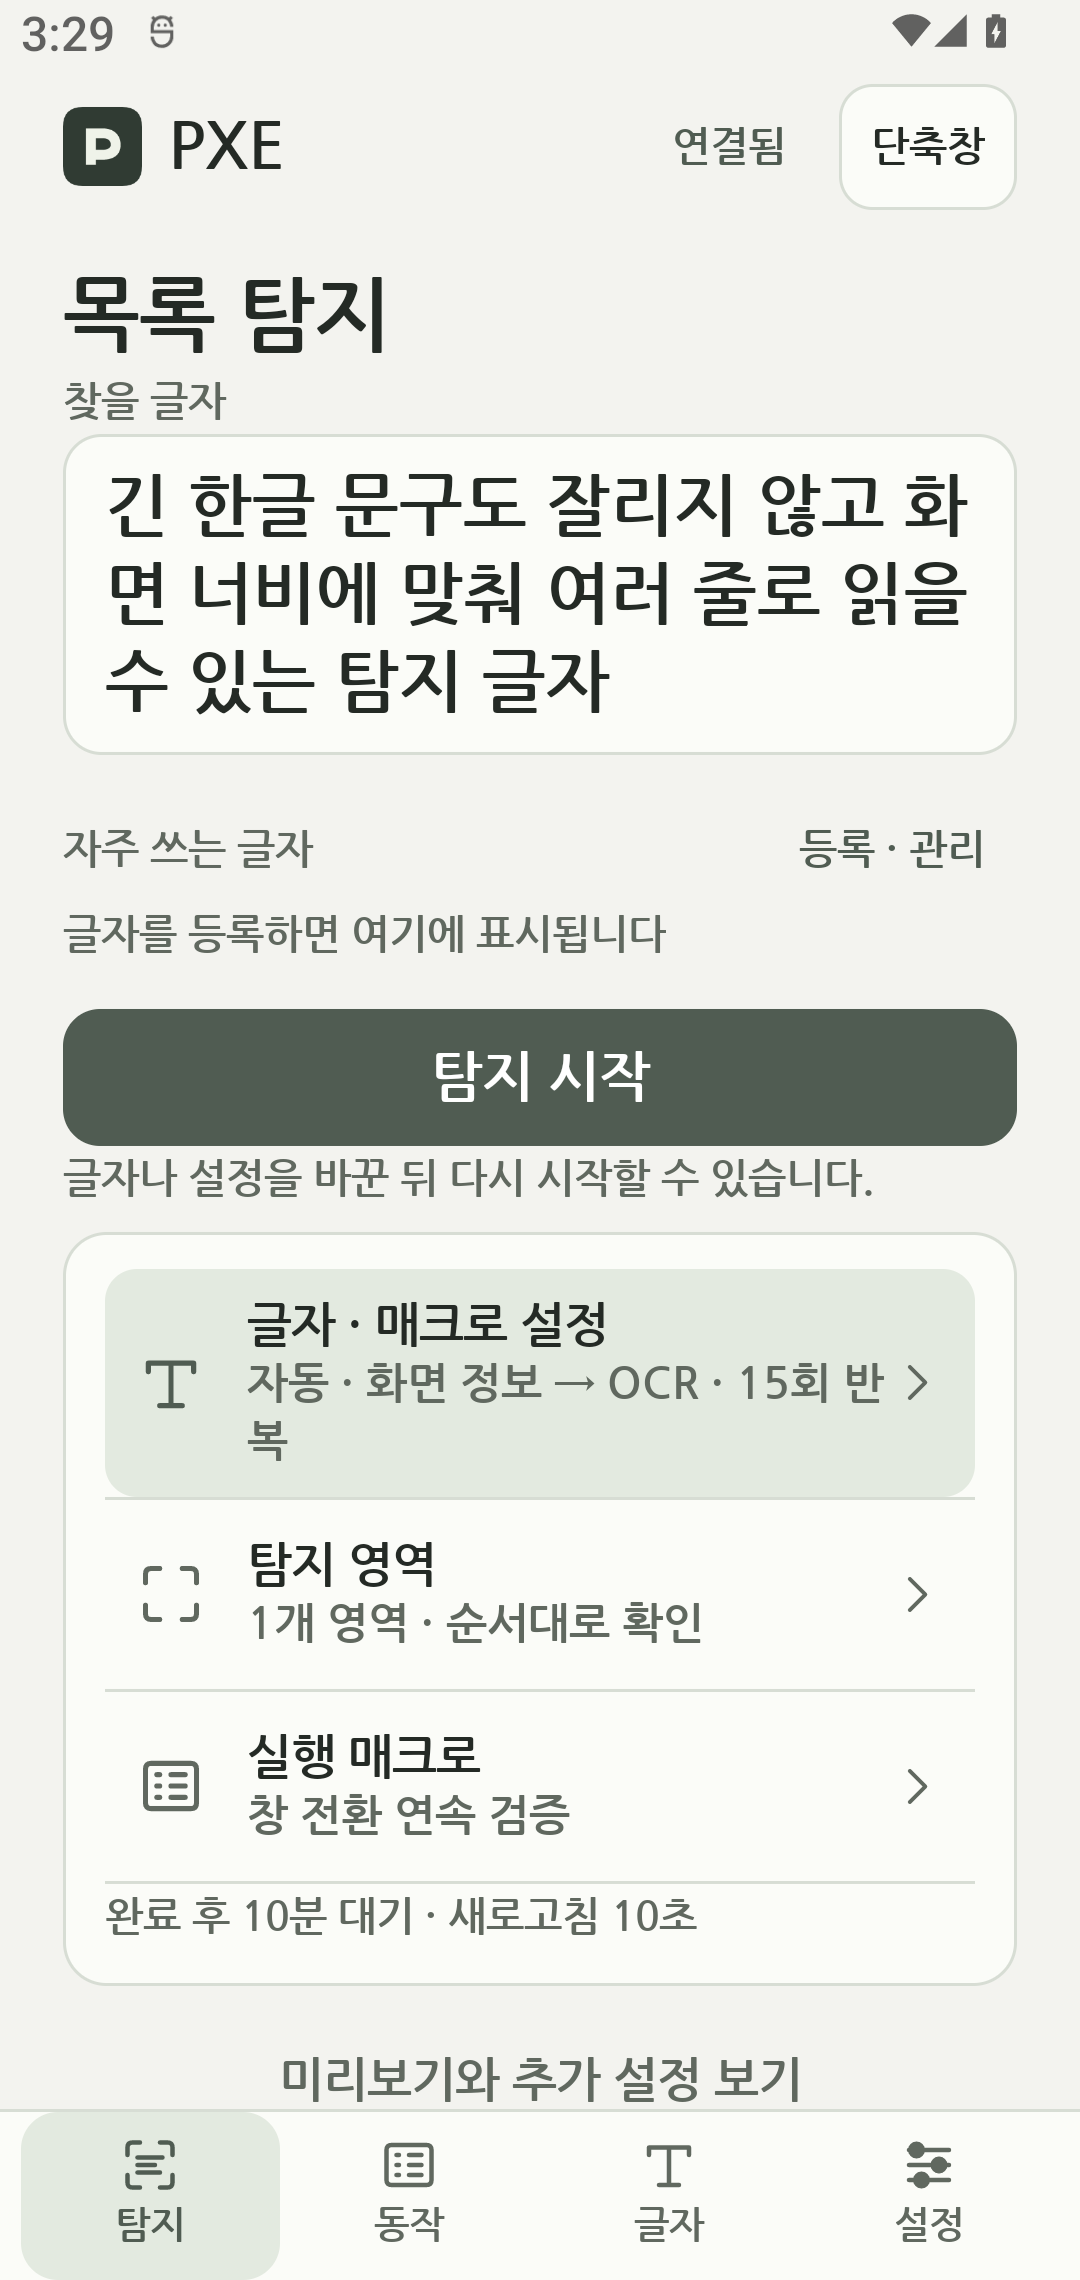 3:29
PXE
연결됨
단축창
목록 탐지
찾을 글자
긴 한글 문구도 잘리지 않고 화
면 너비에 맞춰 여러 줄로 읽을
수 있는 탐지 글자
자주 쓰는 글자
등록 · 관리
글자를 등록하면 여기에 표시됩니다
탐지 시작
글자나 설정을 바꾼 뒤 다시 시작할 수 있습니다.
글자 · 매크로 설정
자동 · 화면 정보 → OCR · 15회 반
복
탐지 영역
1개 영역 · 순서대로 확인
실행 매크로
창 전환 연속 검증
완료 후 10분 대기 · 새로고침 10초
미리보기와 추가 설정 보기
탐지
동작
글자
설정